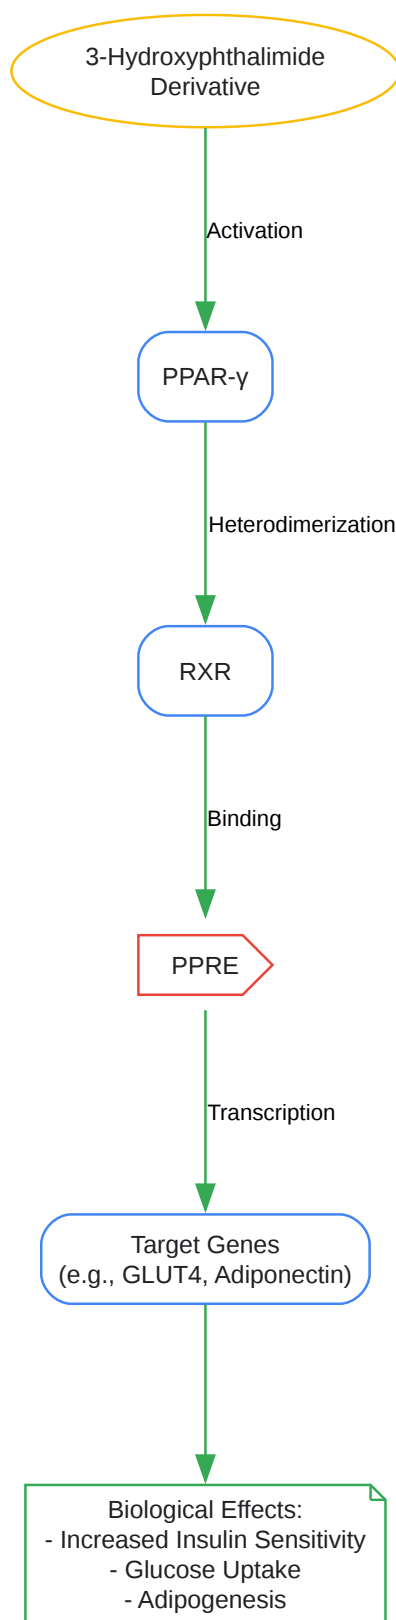 3-Hydroxyphthalimide
Derivative
Activation
PPAR-γ
Heterodimerization
RXR
Binding
PPRE
Transcription
Target Genes
(e.g., GLUT4, Adiponectin)
Biological Effects:
- Increased Insulin Sensitivity
- Glucose Uptake
- Adipogenesis